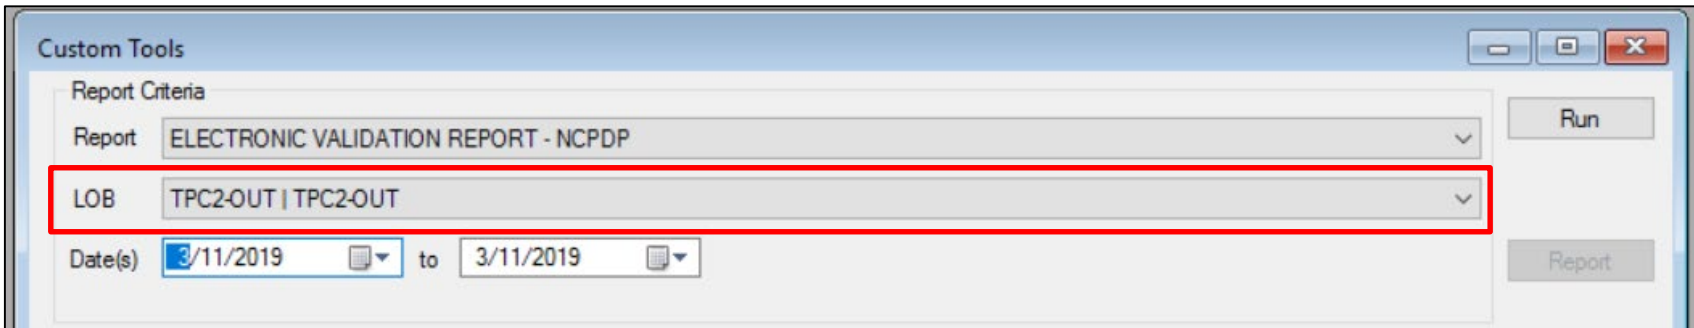 Custom Tools
Report Criteria
Report ELECTRONIC VALIDATION REPORT - NCPDP
Run
LOB TPC2-OUT | TPC2-OUT
Date(s) 3/11/2019 to 3/11/2019
Report